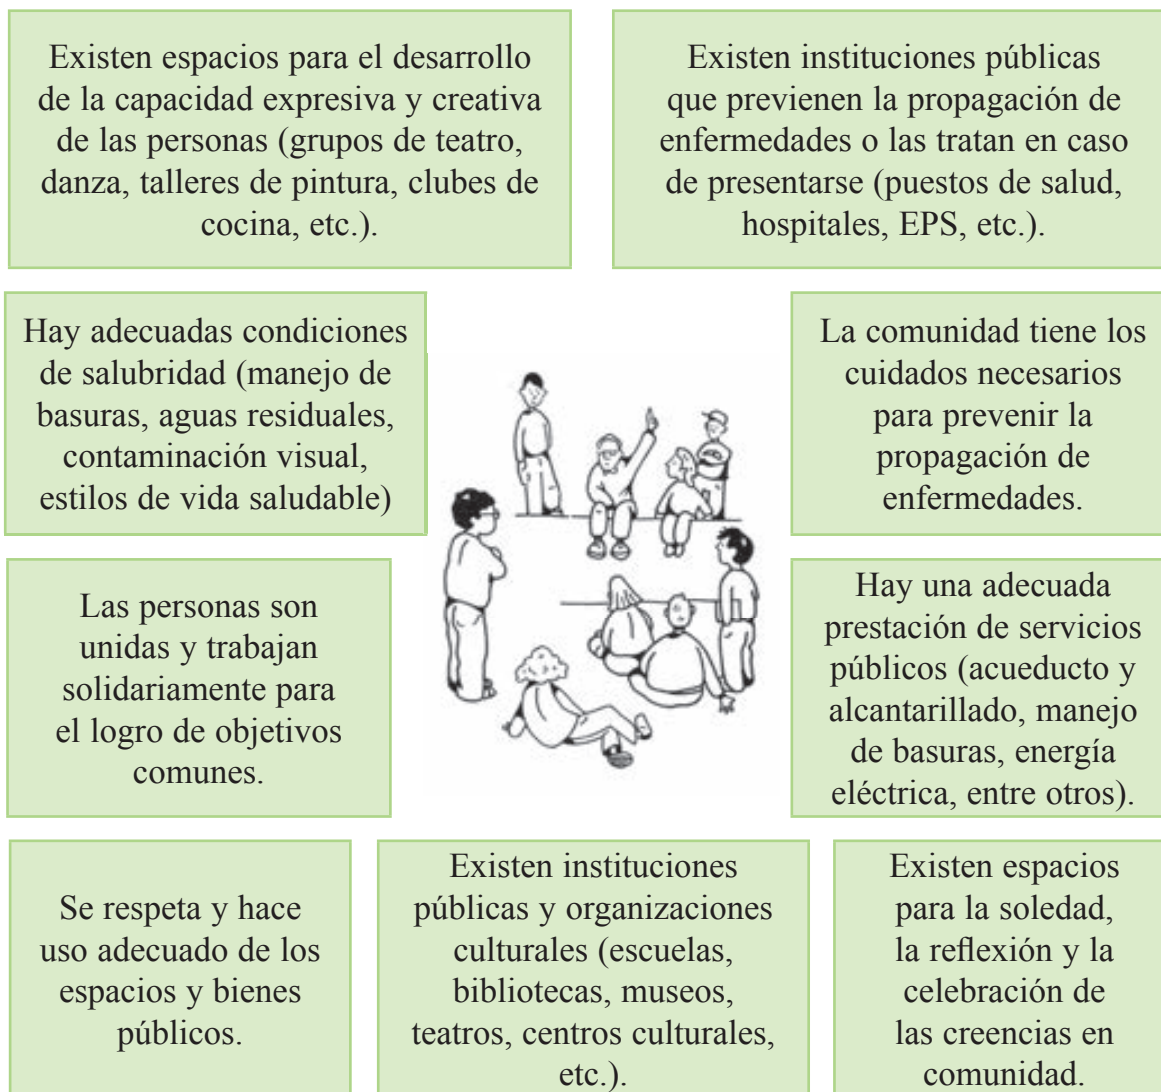 Existen espacios para el desarrollo
de la capacidad expresiva y creativa
de las personas (grupos de teatro,
danza, talleres de pintura, clubes de
cocina, etc.).
Existen instituciones públicas
que previenen la propagación de
enfermedades o las tratan en caso
de presentarse (puestos de salud,
hospitales, EPS, etc.).
Hay adecuadas condiciones
de salubridad (manejo de
basuras, aguas residuales,
contaminación visual,
estilos de vida saludable)
La comunidad tiene los
cuidados necesarios
para prevenir la
propagación de
enfermedades.
Las personas son
unidas y trabajan
solidariamente para
el logro de objetivos
comunes.
Hay una adecuada
prestación de servicios
públicos (acueducto y
alcantarillado, manejo
de basuras, energía
eléctrica, entre otros).
Se respeta y hace
uso adecuado de los
espacios y bienes
públicos.
Existen instituciones
públicas y organizaciones
culturales (escuelas,
bibliotecas, museos,
teatros, centros culturales,
etc.).
Existen espacios
para la soledad,
la reflexión y la
celebración de
las creencias en
comunidad.